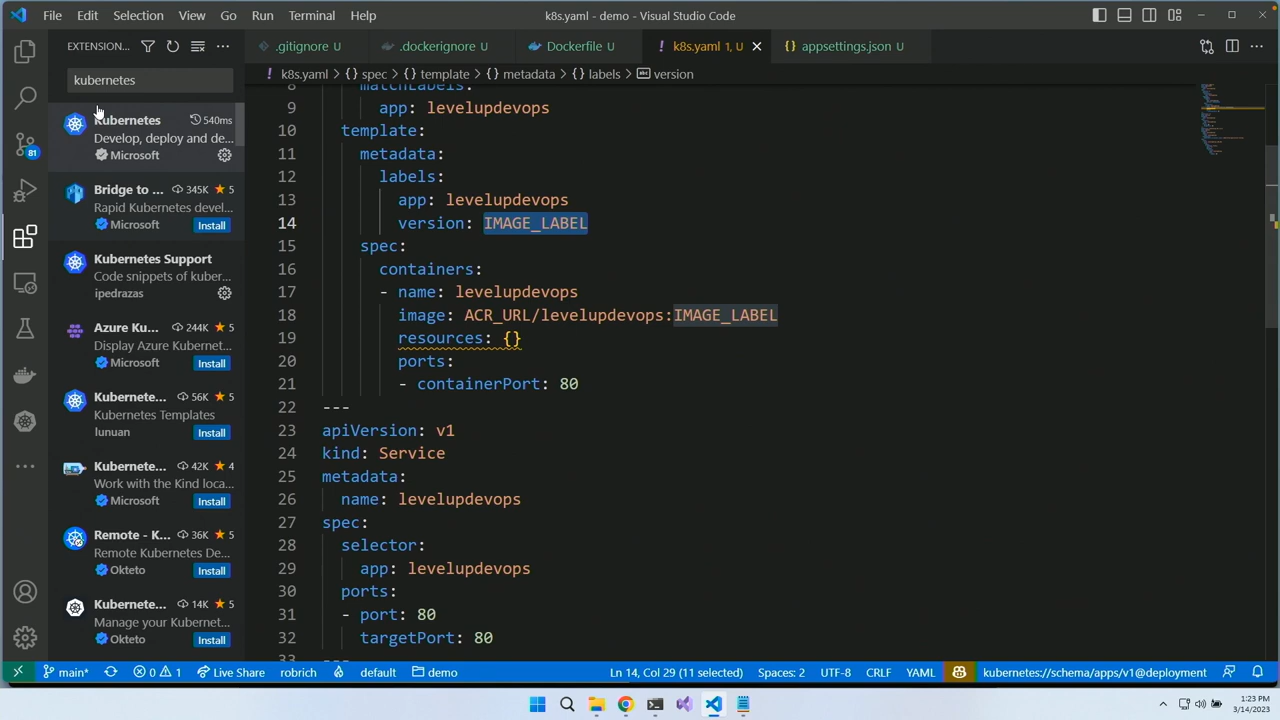 File Edit Selection View Go Run Terminal Help k8s.yaml - demo - Visual Studio Code
EXTENSION... .gitignore U .dockerignore U Dockerfile U k8s.yaml 1, U appsettings.json U
kubernetes
k8s.yaml > {} spec > {} template > {} metadata > {} labels > version
8 matchLabels:
9 app: levelupdevops
10 template:
11 metadata:
12 labels:
13 app: levelupdevops
14 version: IMAGE_LABEL
15 spec:
16 containers:
17 - name: levelupdevops
18 image: ACR_URL/levelupdevops:IMAGE_LABEL
19 resources: {}
20 ports:
21 - containerPort: 80
22 ---
23 apiVersion: v1
24 kind: Service
25 metadata:
26 name: levelupdevops
27 spec:
28 selector:
29 app: levelupdevops
30 ports:
31 - port: 80
32 targetPort: 80
33 ---
Kubernetes 540ms
Develop, deploy and de...
Microsoft
Bridge to ... 345K 5
Rapid Kubernetes devel...
Microsoft Install
Kubernetes Support
Code snippets of kuber...
ipedrazas
Azure Ku... 244K 5
Display Azure Kubernet...
Microsoft Install
Kubernete... 56K 5
Kubernetes Templates
lunuan Install
Kubernete... 42K 4
Work with the Kind loca...
Microsoft Install
Remote - K... 36K 5
Remote Kubernetes De...
Okteto Install
Kubernete... 14K 5
Manage your Kubernet...
Okteto Install
81
main* 0 1 Live Share robrich default demo Ln 14, Col 29 (11 selected) Spaces: 2 UTF-8 CRLF YAML kubernetes://schema/apps/v1@deployment
1:23 PM
3/14/2023